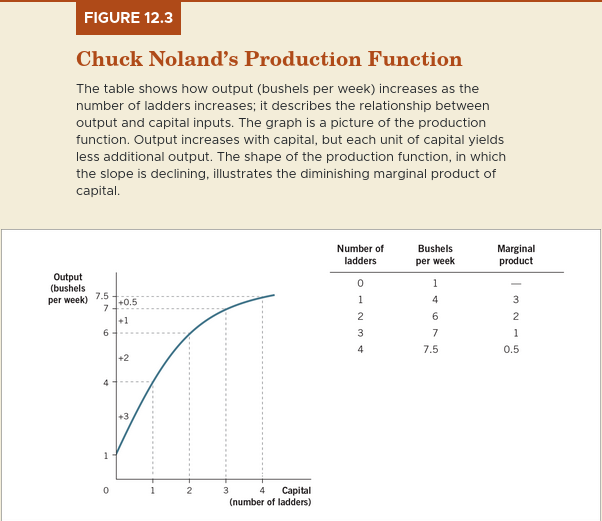 FIGURE 12.3
Chuck Noland’s Production Function
The table shows how output (bushels per week) increases as the
number of ladders increases; it describes the relationship between
output and capital inputs. The graph is a picture of the production
function. Output increases with capital, but each unit of capital yields
less additional output. The shape of the production function, in which
the slope is declining, illustrates the diminishing marginal product of
capital.
Output
(bushels
per week)
7.5
+0.5
7
+1
6
+2
4
+3
1
0 1 2 3 4 Capital
(number of ladders)
Number of Bushels Marginal
ladders per week product
0 1 —
1 4 3
2 6 2
3 7 1
4 7.5 0.5